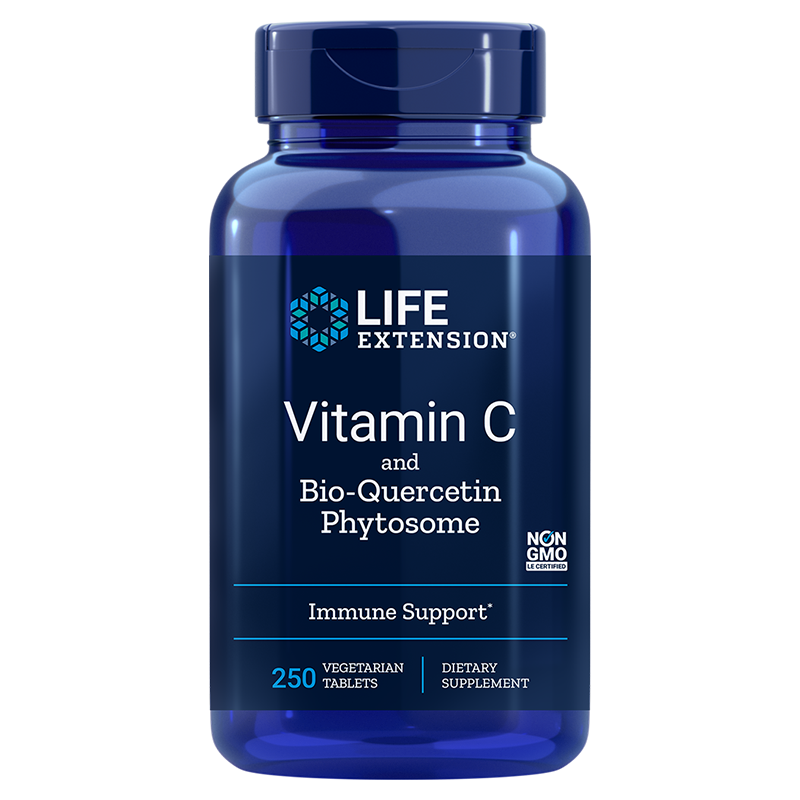 LIFE
EXTENSION®
Vitamin C
and
Bio-Quercetin
Phytosome
NON
GMO
LE CERTIFIED
Immune Support*
250 VEGETARIAN TABLETS | DIETARY SUPPLEMENT